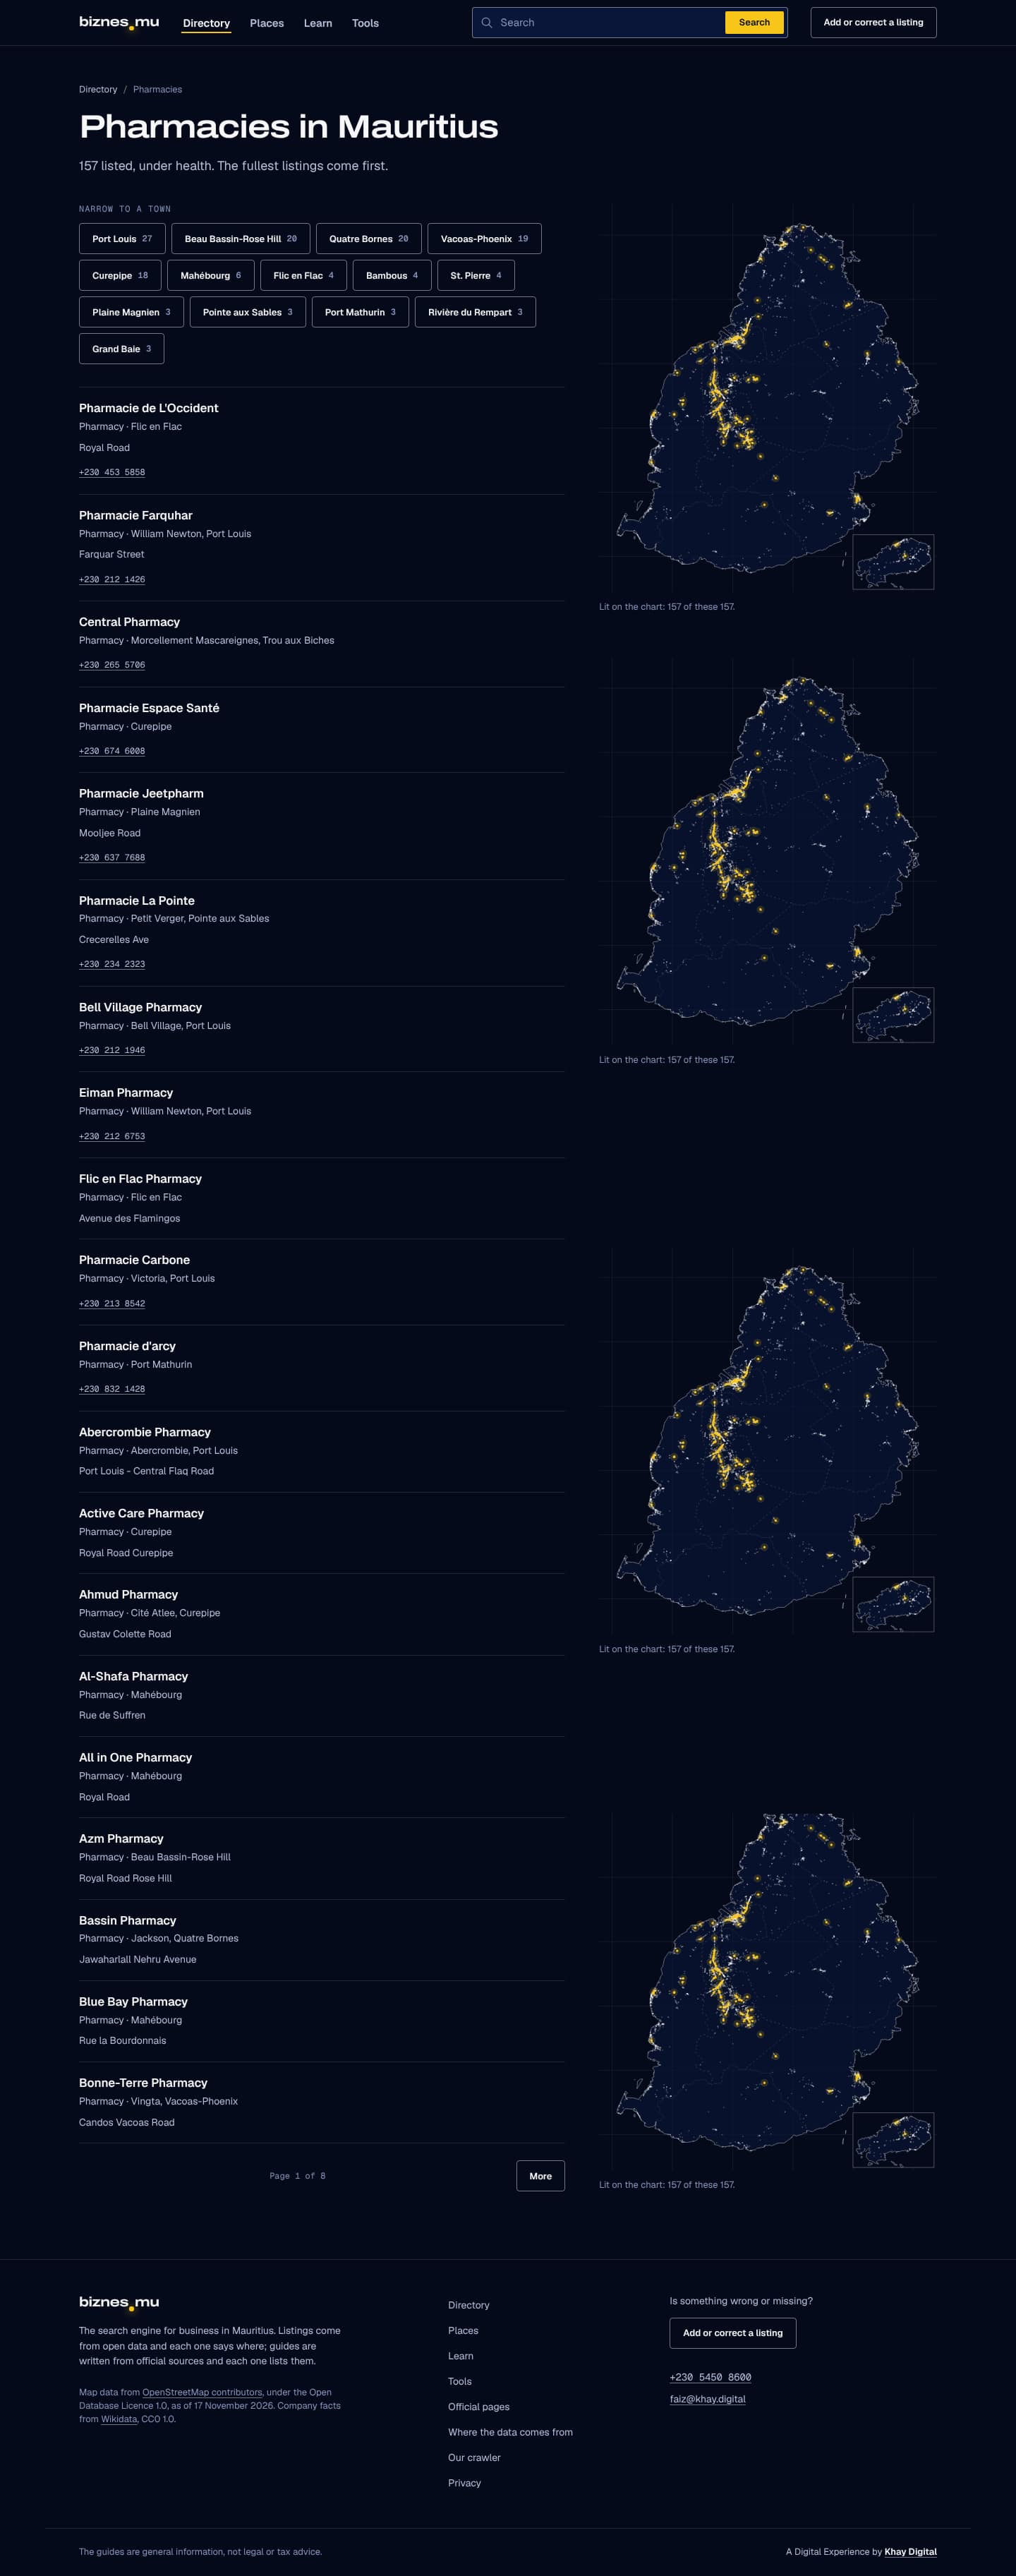 biznes.mu
Directory
Places
Learn
Tools
Search
Search
Add or correct a listing
Directory / Pharmacies
Pharmacies in Mauritius
157 listed, under health. The fullest listings come first.
NARROW TO A TOWN
Port Louis 27
Beau Bassin-Rose Hill 20
Quatre Bornes 20
Vacoas-Phoenix 19
Curepipe 18
Mahébourg 6
Flic en Flac 4
Bambous 4
St. Pierre 4
Plaine Magnien 3
Pointe aux Sables 3
Port Mathurin 3
Rivière du Rempart 3
Grand Baie 3
Pharmacie de L'Occident
Pharmacy · Flic en Flac
Royal Road
+230 453 5858
Pharmacie Farquhar
Pharmacy · William Newton, Port Louis
Farquar Street
+230 212 1426
Central Pharmacy
Pharmacy · Morcellement Mascareignes, Trou aux Biches
+230 265 5706
Pharmacie Espace Santé
Pharmacy · Curepipe
+230 674 6008
Pharmacie Jeetpharm
Pharmacy · Plaine Magnien
Mooljee Road
+230 637 7688
Pharmacie La Pointe
Pharmacy · Petit Verger, Pointe aux Sables
Crecerelles Ave
+230 234 2323
Bell Village Pharmacy
Pharmacy · Bell Village, Port Louis
+230 212 1946
Eiman Pharmacy
Pharmacy · William Newton, Port Louis
+230 212 6753
Flic en Flac Pharmacy
Pharmacy · Flic en Flac
Avenue des Flamingos
Pharmacie Carbone
Pharmacy · Victoria, Port Louis
+230 213 8542
Pharmacie d'arcy
Pharmacy · Port Mathurin
+230 832 1428
Abercrombie Pharmacy
Pharmacy · Abercrombie, Port Louis
Port Louis - Central Flaq Road
Active Care Pharmacy
Pharmacy · Curepipe
Royal Road Curepipe
Ahmud Pharmacy
Pharmacy · Cité Atlee, Curepipe
Gustav Colette Road
Al-Shafa Pharmacy
Pharmacy · Mahébourg
Rue de Suffren
All in One Pharmacy
Pharmacy · Mahébourg
Royal Road
Azm Pharmacy
Pharmacy · Beau Bassin-Rose Hill
Royal Road Rose Hill
Bassin Pharmacy
Pharmacy · Jackson, Quatre Bornes
Jawaharlall Nehru Avenue
Blue Bay Pharmacy
Pharmacy · Mahébourg
Rue la Bourdonnais
Bonne-Terre Pharmacy
Pharmacy · Vingta, Vacoas-Phoenix
Candos Vacoas Road
Page 1 of 8
More
Lit on the chart: 157 of these 157.
Lit on the chart: 157 of these 157.
Lit on the chart: 157 of these 157.
Lit on the chart: 157 of these 157.
biznes.mu
The search engine for business in Mauritius. Listings come
from open data and each one says where; guides are
written from official sources and each one lists them.
Map data from OpenStreetMap contributors, under the Open
Database Licence 1.0, as of 17 November 2026. Company facts
from Wikidata, CC0 1.0.
Directory
Places
Learn
Tools
Official pages
Where the data comes from
Our crawler
Privacy
Is something wrong or missing?
Add or correct a listing
+230 5450 8600
faiz@khay.digital
The guides are general information, not legal or tax advice.
A Digital Experience by Khay Digital